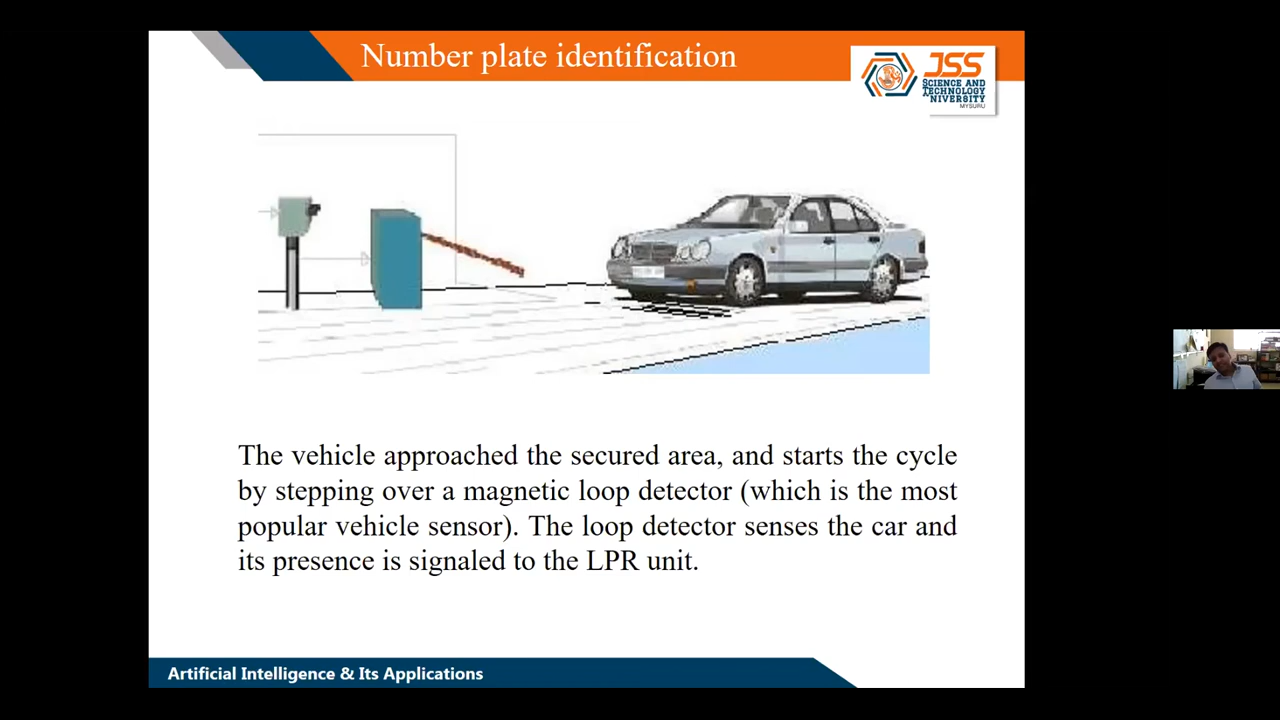 Number plate identification
JSS
SCIENCE AND
TECHNOLOGY
UNIVERSITY
MYSURU
The vehicle approached the secured area, and starts the cycle
by stepping over a magnetic loop detector (which is the most
popular vehicle sensor). The loop detector senses the car and
its presence is signaled to the LPR unit.
Artificial Intelligence & Its Applications